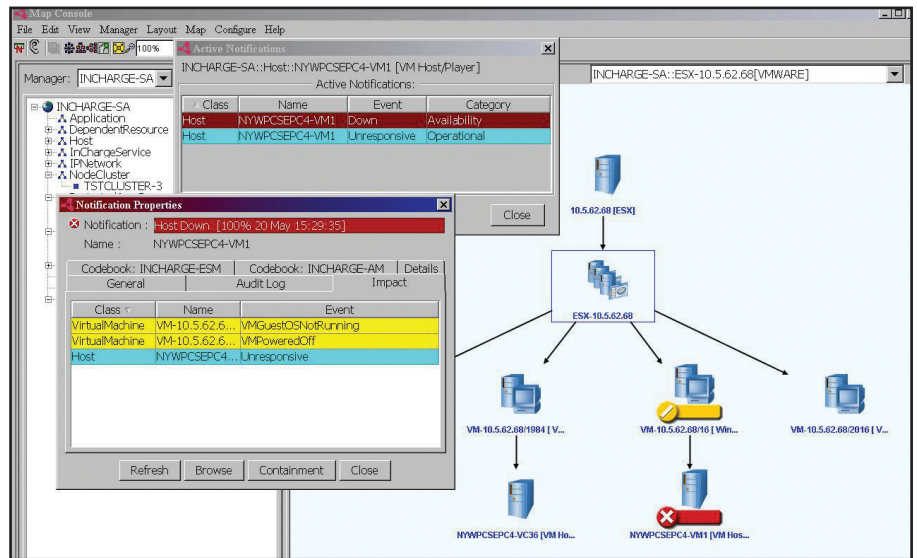 Map Console
File Edit View Manager Layout Map Configure Help
100%
Manager: INCHARGE-SA
INCHARGE-SA
Application
DependentResource
Host
InChargeService
IPNetwork
NodeCluster
TSTCLUSTER-3
Active Notifications
INCHARGE-SA::Host::NYWPCSEPC4-VM1 [VM Host/Player]
Active Notifications:
Class Name Event Category
Host NYWPCSEPC4-VM1 Down Availability
Host NYWPCSEPC4-VM1 Unresponsive Operational
Close
Notification Properties
Notification : Host Down [100% 20 May 15:29:35]
Name : NYWPCSEPC4-VM1
Codebook: INCHARGE-ESM Codebook: INCHARGE-AM Details
General Audit Log Impact
Class Name Event
VirtualMachine VM-10.5.62.6... VMGuestOSNotRunning
VirtualMachine VM-10.5.62.6... VMPoweredOff
Host NYWPCSEPC4... Unresponsive
Refresh Browse Containment Close
INCHARGE-SA::ESX-10.5.62.68[VMWARE]
10.5.62.68 [ESX]
ESX-10.5.62.68
VM-10.5.62.68/1984 [ V...
VM-10.5.62.68/16 [ Win...
VM-10.5.62.68/2016 [ V...
NYWPCSEPC4-VC36 [VM Ho...
NYWPCSEPC4-VM1 [VM Hos...